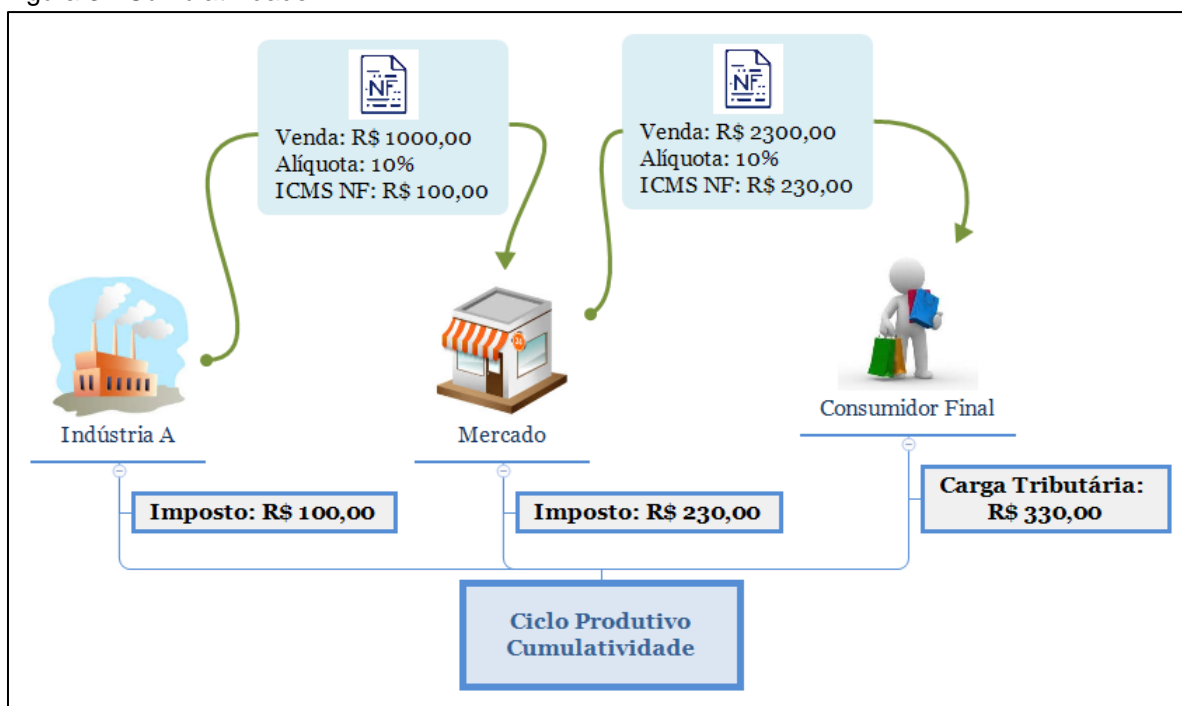 NF
Venda: R$ 1000,00
Alíquota: 10%
ICMS NF: R$ 100,00
NF
Venda: R$ 2300,00
Alíquota: 10%
ICMS NF: R$ 230,00
Indústria A
Mercado
Consumidor Final
Imposto: R$ 100,00
Imposto: R$ 230,00
Carga Tributária:
R$ 330,00
Ciclo Produtivo
Cumulatividade